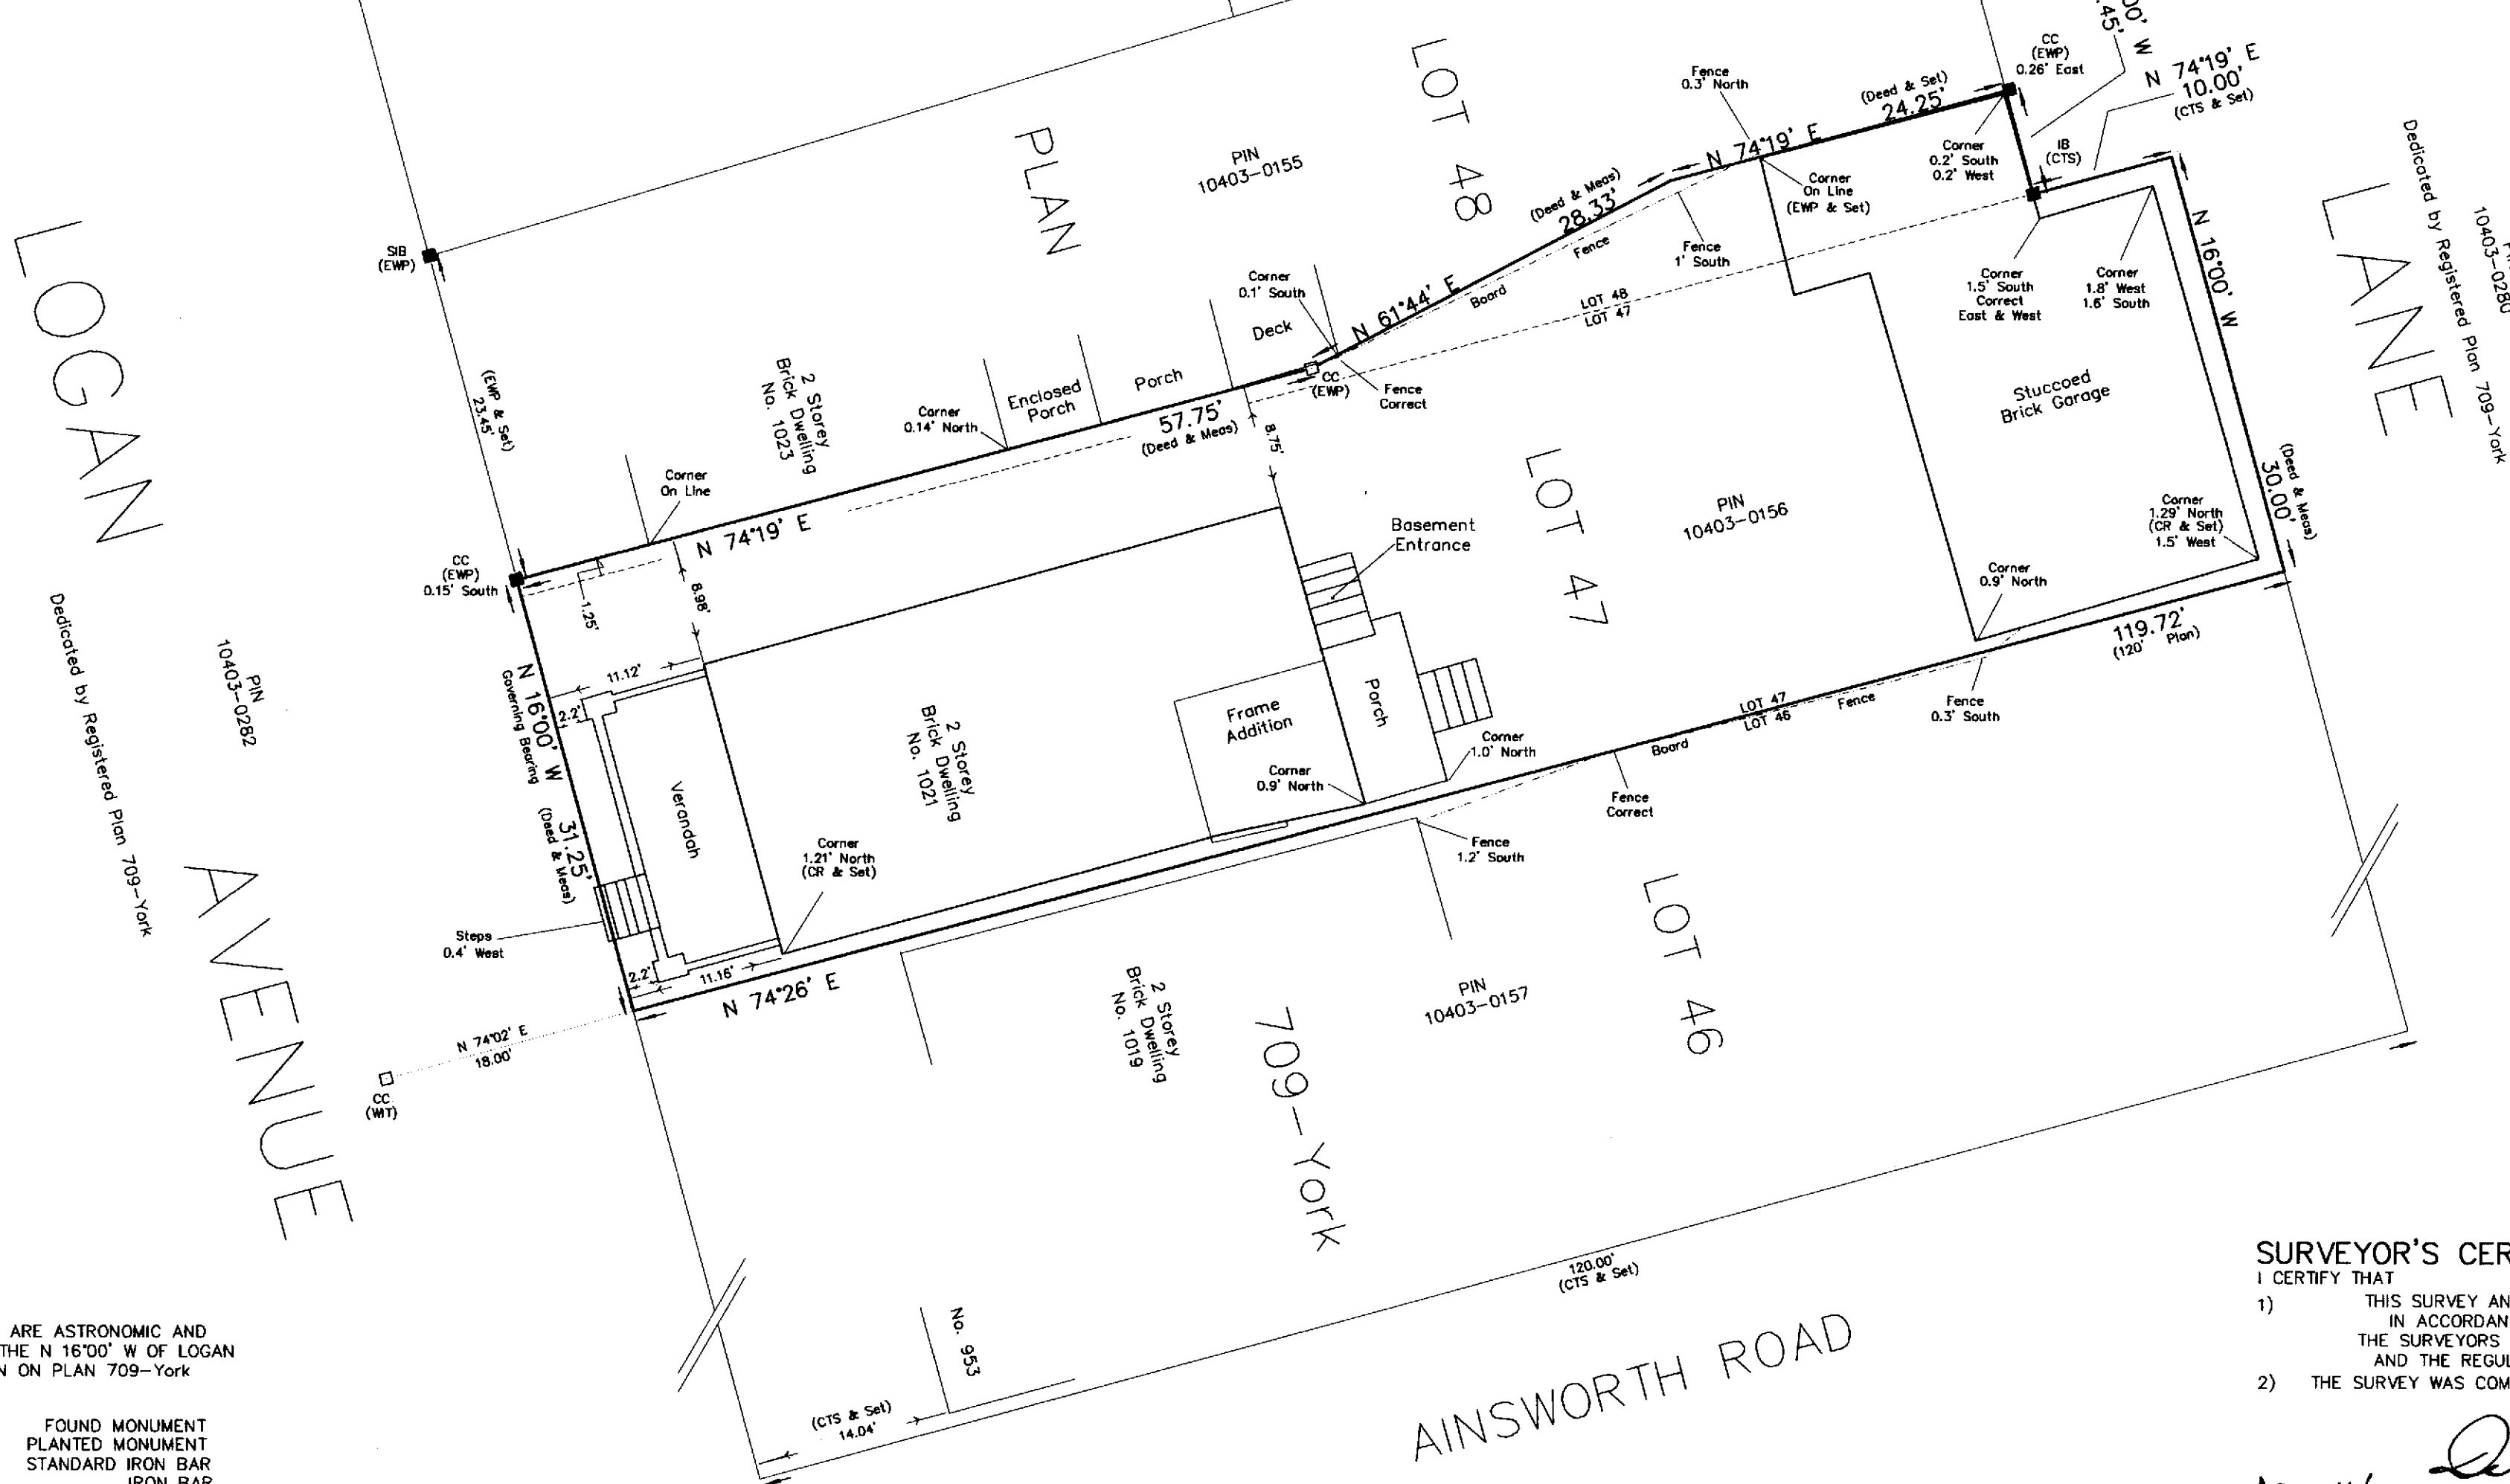 LOGAN
AVENUE
Dedicated by Registered Plan 709-York
PIN
10403-0282
SIB
(EWP)
(EWP & Set)
23.45'
CC
(EWP)
0.15' South
N 16°00' W
Governing Bearing
31.25'
(Deed & Meas)
Steps
0.4' West
N 74°02' E
18.00'
CC
(WIT)
PLAN
PIN
10403-0155
LOT 48
2 Storey
Brick Dwelling
No. 1023
Corner
On Line
Corner
0.14' North
Enclosed
Porch
Porch
Deck
Corner
0.1' South
N 74°19' E
57.75'
(Deed & Meas)
CC
(EWP)
Fence
Correct
N 61°44' E
28.33'
(Deed & Meas)
Board
Fence
Fence
1' South
LOT 48
LOT 47
Fence
0.3' North
N 74°19' E
(Deed & Set)
24.25'
Corner
On Line
(EWP & Set)
CC
(EWP)
0.26' East
Corner
0.2' South
0.2' West
IB
(CTS)
00' W
45'
N 74°19' E
10.00'
(CTS & Set)
Corner
1.5' South
Correct
East & West
Corner
1.8' West
1.6' South
N 16°00' W
(Deed & Meas)
30.00'
LANE
Dedicated by Registered Plan 709-York
10403-0280
Stuccoed
Brick Garage
Corner
1.29' North
(CR & Set)
1.5' West
Corner
0.9' North
119.72'
(120' Plan)
1.25'
8.98'
8.75'
11.12'
2.2'
Verandah
2 Storey
Brick Dwelling
No. 1021
Basement
Entrance
LOT 47
PIN
10403-0156
Frame
Addition
Porch
Corner
0.9' North
Corner
1.0' North
Corner
1.21' North
(CR & Set)
2.2'
11.16'
N 74°26' E
Fence
1.2' South
Fence
Correct
Board
LOT 47
LOT 46
Fence
Fence
0.3' South
2 Storey
Brick Dwelling
No. 1019
709-York
PIN
10403-0157
LOT 46
120.00'
(CTS & Set)
No. 953
(CTS & Set)
14.04'
AINSWORTH ROAD
ARE ASTRONOMIC AND
THE N 16°00' W OF LOGAN
N ON PLAN 709-York
FOUND MONUMENT
PLANTED MONUMENT
STANDARD IRON BAR
IRON BAR
SURVEYOR'S CER
I CERTIFY THAT
1) THIS SURVEY AN
IN ACCORDAN
THE SURVEYORS
AND THE REGUL
2) THE SURVEY WAS COM